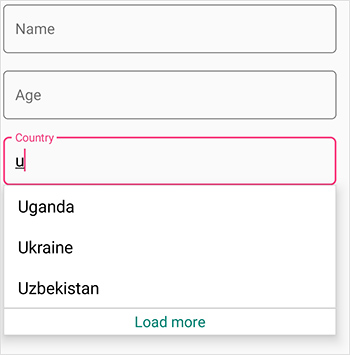 Name
Age
Country
u
Uganda
Ukraine
Uzbekistan
Load more